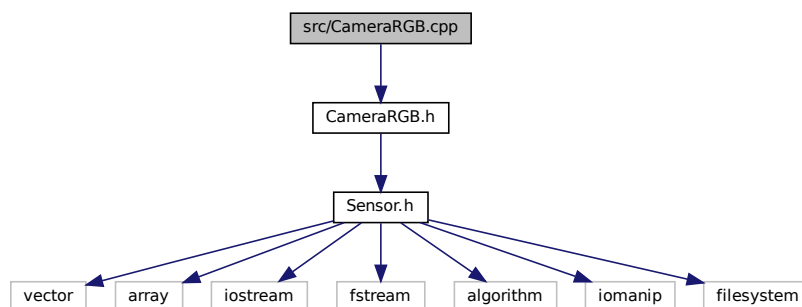 src/CameraRGB.cpp
CameraRGB.h
Sensor.h
vector array iostream fstream algorithm iomanip filesystem